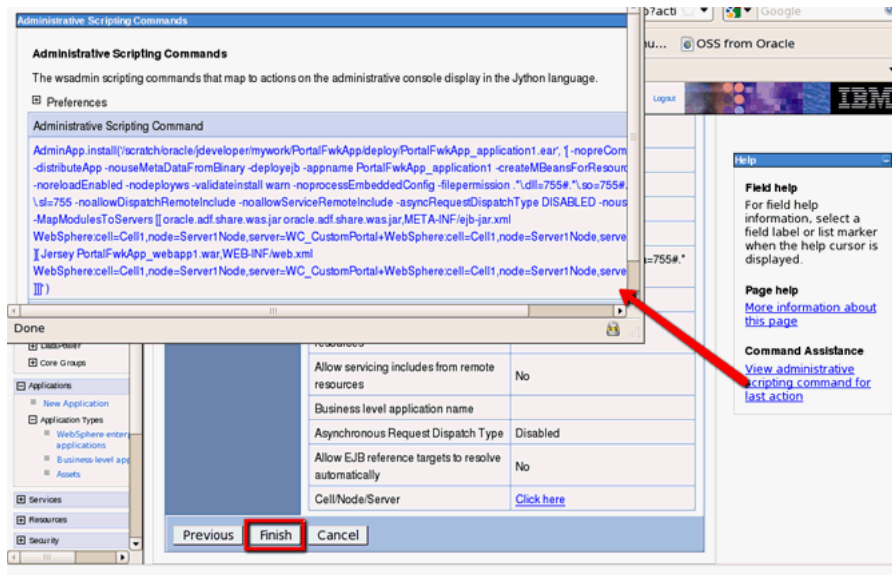 Administrative Scripting Commands
Administrative Scripting Commands
The wsadmin scripting commands that map to actions on the administrative console display in the Jython language.
Preferences
Administrative Scripting Command
AdminApp.install('/scratch/oracle/jdeveloper/mywork/PortalFwkApp/deploy/PortalFwkApp_application1.ear', '[ -nopreCom
-distributeApp -nouseMetaDataFromBinary -deployejb -appname PortalFwkApp_application1 -createMBeansForResourc
-noreloadEnabled -nodeployws -validateinstall warn -noprocessEmbeddedConfig -filepermission .*\.dll=755#.*\.so=755#.
\.sl=755 -noallowDispatchRemoteInclude -noallowServiceRemoteInclude -asyncRequestDispatchType DISABLED -nous
-MapModulesToServers [[ oracle.adf.share.was.jar oracle.adf.share.was.jar,META-INF/ejb-jar.xml
WebSphere:cell=Cell1,node=Server1Node,server=WC_CustomPortal+WebSphere:cell=Cell1,node=Server1Node,serve
][ Jersey PortalFwkApp_webapp1.war,WEB-INF/web.xml
WebSphere:cell=Cell1,node=Server1Node,server=WC_CustomPortal+WebSphere:cell=Cell1,node=Server1Node,serve
]]]' )
Done
p?acti
Google
OSS from Oracle
Logout
IBM
=755#.*
Help
Field help
For field help
information, select a
field label or list marker
when the help cursor is
displayed.
Page help
More information about
this page
Command Assistance
View administrative
scripting command for
last action
DataPower
Core Groups
Applications
New Application
Application Types
WebSphere enterp
applications
Business-level app
Assets
Services
Resources
Security
resources
Allow servicing includes from remote
resources
No
Business level application name
Asynchronous Request Dispatch Type
Disabled
Allow EJB reference targets to resolve
automatically
No
Cell/Node/Server
Click here
Previous
Finish
Cancel